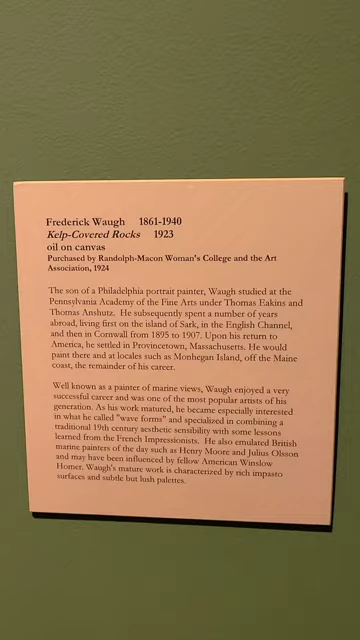 Frederick Waugh 1861-1940
Kelp-Covered Rocks 1923
oil on canvas
Purchased by Randolph-Macon Woman's College and the Art
Association, 1924
The son of a Philadelphia portrait painter, Waugh studied at the
Pennsylvania Academy of the Fine Arts under Thomas Eakins and
Thomas Anshutz. He subsequently spent a number of years
abroad, living first on the island of Sark, in the English Channel,
and then in Cornwall from 1895 to 1907. Upon his return to
America, he settled in Provincetown, Massachusetts. He would
paint there and at locales such as Monhegan Island, off the Maine
coast, the remainder of his career.
Well known as a painter of marine views, Waugh enjoyed a very
successful career and was one of the most popular artists of his
generation. As his work matured, he became especially interested
in what he called "wave forms" and specialized in combining a
traditional 19th century aesthetic sensibility with some lessons
learned from the French Impressionists. He also emulated British
marine painters of the day such as Henry Moore and Julius Olsson
and may have been influenced by fellow American Winslow
Homer. Waugh's mature work is characterized by rich impasto
surfaces and subtle but lush palettes.